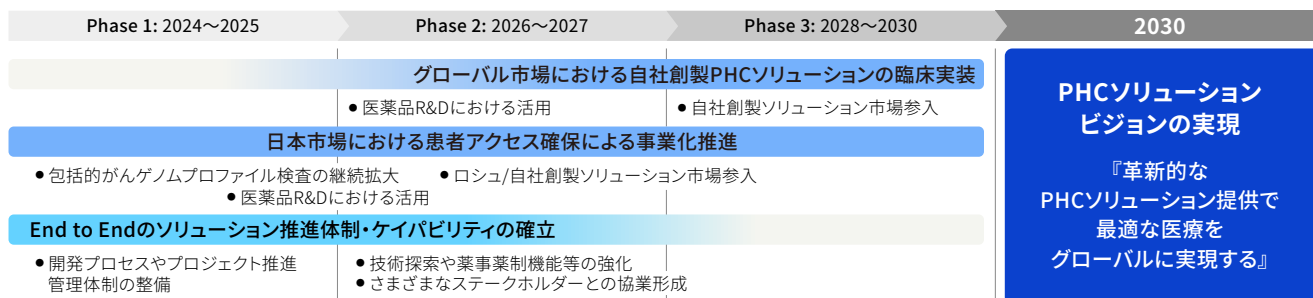 Phase 1: 2024〜2025
Phase 2: 2026〜2027
Phase 3: 2028〜2030
2030
グローバル市場における自社創製PHCソリューションの臨床実装
● 医薬品R&Dにおける活用
● 自社創製ソリューション市場参入
日本市場における患者アクセス確保による事業化推進
● 包括的がんゲノムプロファイル検査の継続拡大
● ロシュ/自社創製ソリューション市場参入
● 医薬品R&Dにおける活用
End to Endのソリューション推進体制・ケイパビリティの確立
● 開発プロセスやプロジェクト推進
管理体制の整備
● 技術探索や薬事薬制機能等の強化
● さまざまなステークホルダーとの協業形成
PHCソリューション
ビジョンの実現
『革新的な
PHCソリューション提供で
最適な医療を
グローバルに実現する』